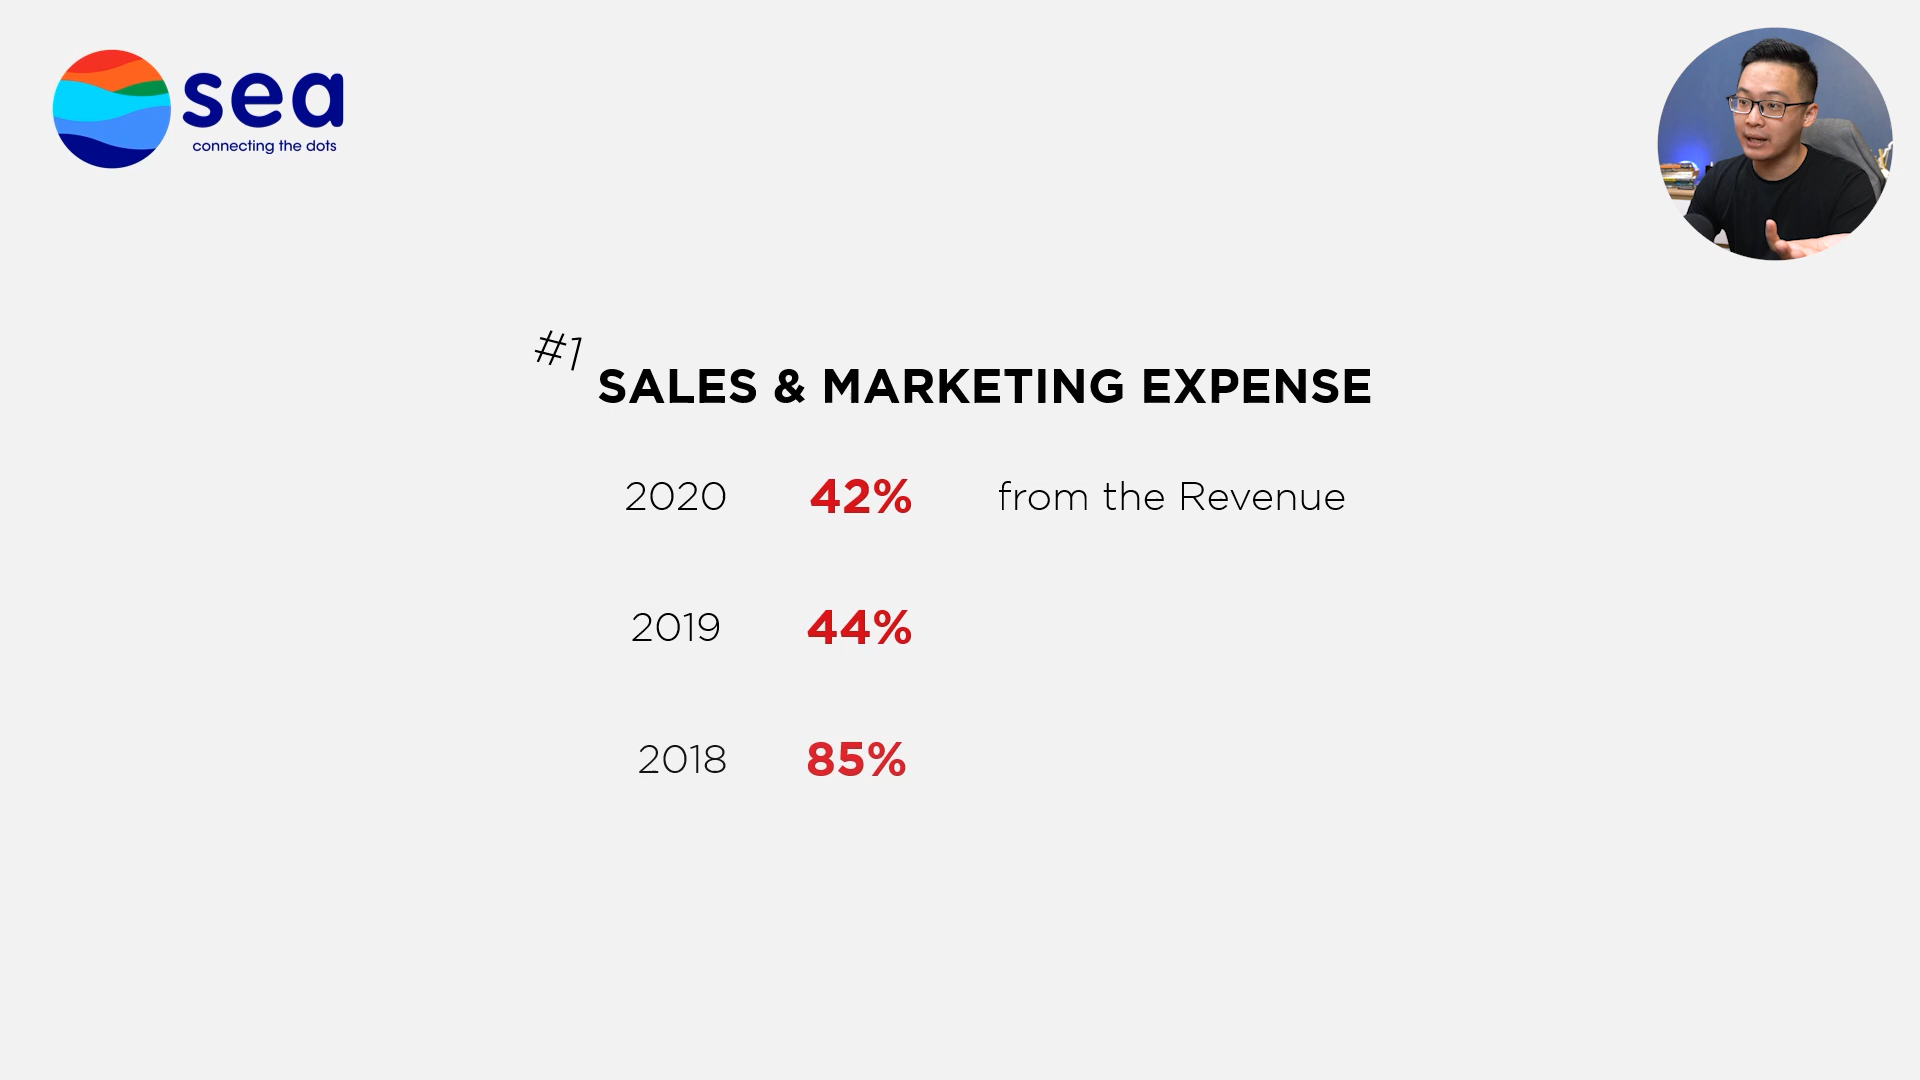 sea
connecting the dots
#1
SALES & MARKETING EXPENSE
2020 42% from the Revenue
2019 44%
2018 85%